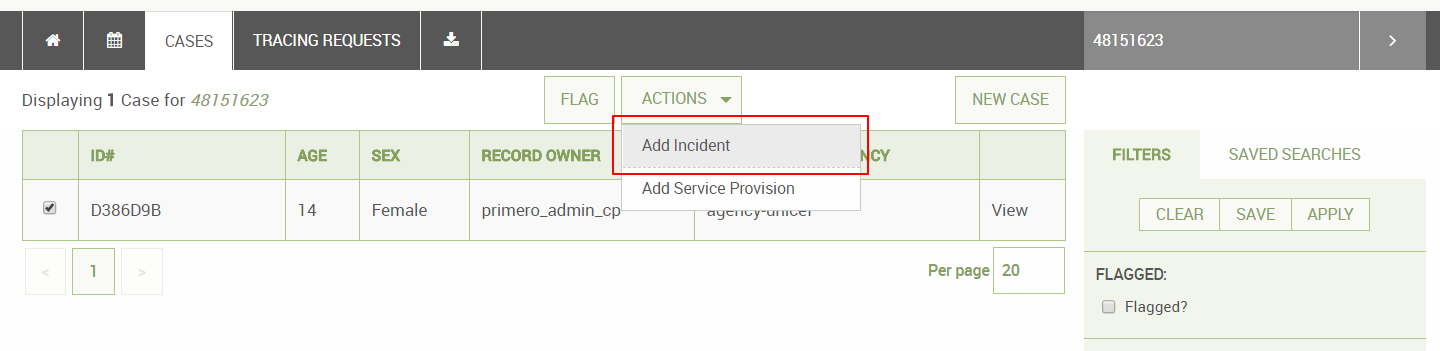 CASES TRACING REQUESTS 48151623 >
Displaying 1 Case for 48151623 FLAG ACTIONS NEW CASE
ID# AGE SEX RECORD OWNER NCY
Add Incident
FILTERS SAVED SEARCHES
Add Service Provision
D386D9B 14 Female primero_admin_cp agency-unicef View
CLEAR SAVE APPLY
< 1 > Per page 20
FLAGGED:
Flagged?